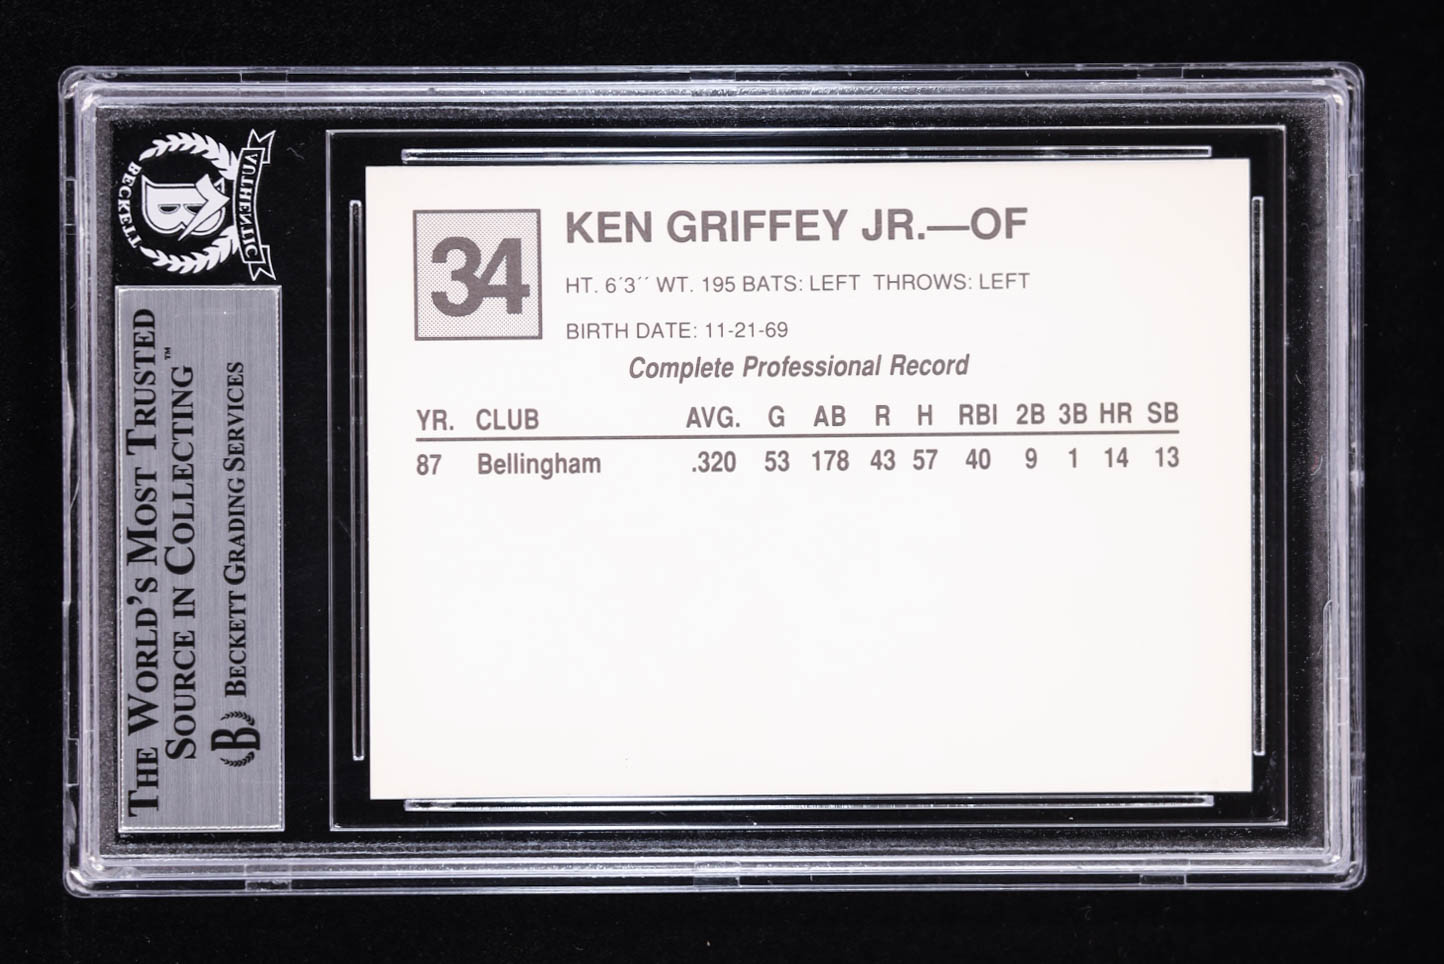 34
KEN GRIFFEY JR.—OF
HT. 6´3´´ WT. 195 BATS: LEFT THROWS: LEFT
BIRTH DATE: 11-21-69
Complete Professional Record
YR. CLUB AVG. G AB R H RBI 2B 3B HR SB
87 Bellingham .320 53 178 43 57 40 9 1 14 13
BECKETT
B
AUTHENTIC
THE WORLD'S MOST TRUSTED
SOURCE IN COLLECTING™
B BECKETT GRADING SERVICES